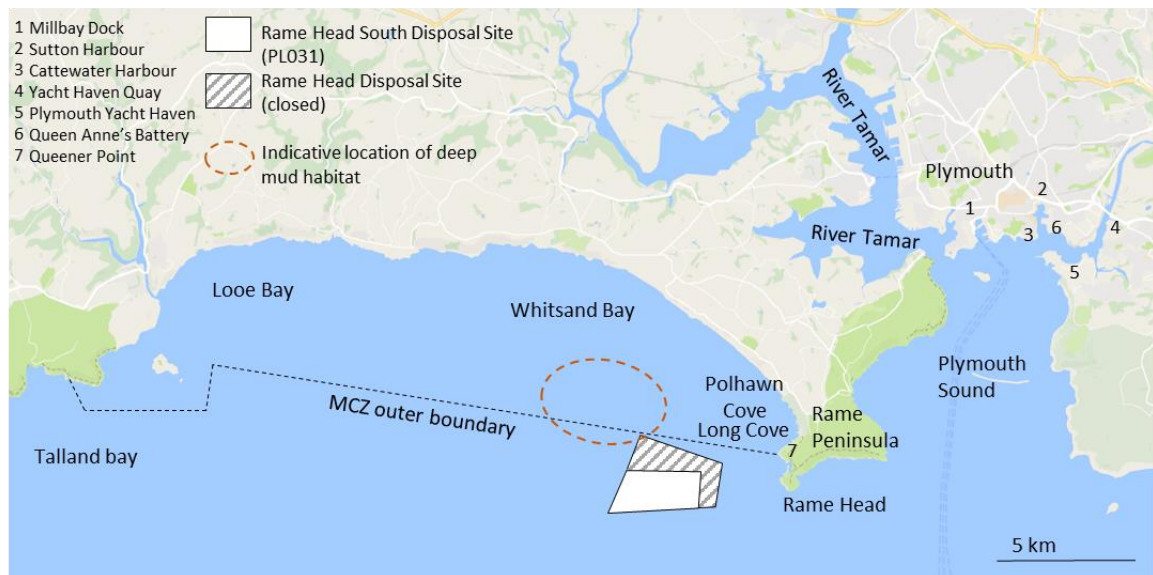 1 Millbay Dock
2 Sutton Harbour
3 Cattewater Harbour
4 Yacht Haven Quay
5 Plymouth Yacht Haven
6 Queen Anne's Battery
7 Queener Point
Rame Head South Disposal Site
(PL031)
Rame Head Disposal Site
(closed)
Indicative location of deep
mud habitat
River Tamar
Plymouth
2
1
3
6
4
5
River Tamar
Looe Bay
Whitsand Bay
Plymouth
Sound
Polhawn
Cove
Long Cove
Rame
Peninsula
MCZ outer boundary
7
Talland bay
Rame Head
5 km